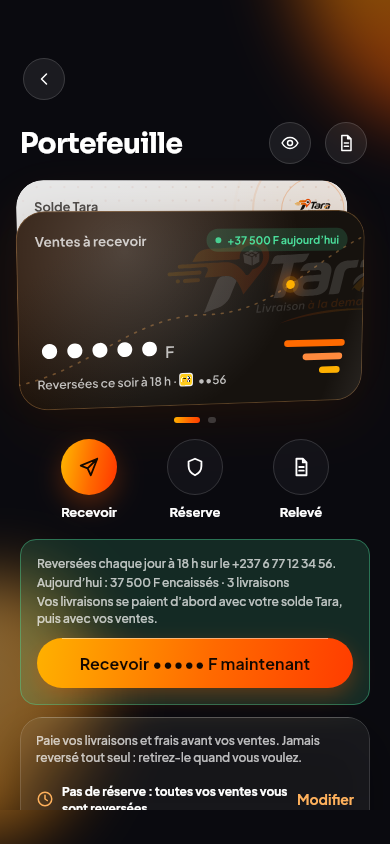 Portefeuille
Solde Tara
Tara
Ventes à recevoir
+37 500 F aujourd'hui
Tara
Livraison à la dema
●●●●● F
Reversées ce soir à 18 h · ●●56
Recevoir
Réserve
Relevé
Reversées chaque jour à 18 h sur le +237 6 77 12 34 56.
Aujourd'hui : 37 500 F encaissés · 3 livraisons
Vos livraisons se paient d'abord avec votre solde Tara,
puis avec vos ventes.
Recevoir ●●●●● F maintenant
Paie vos livraisons et frais avant vos ventes. Jamais
reversé tout seul : retirez-le quand vous voulez.
Pas de réserve : toutes vos ventes vous
sont reversées
Modifier